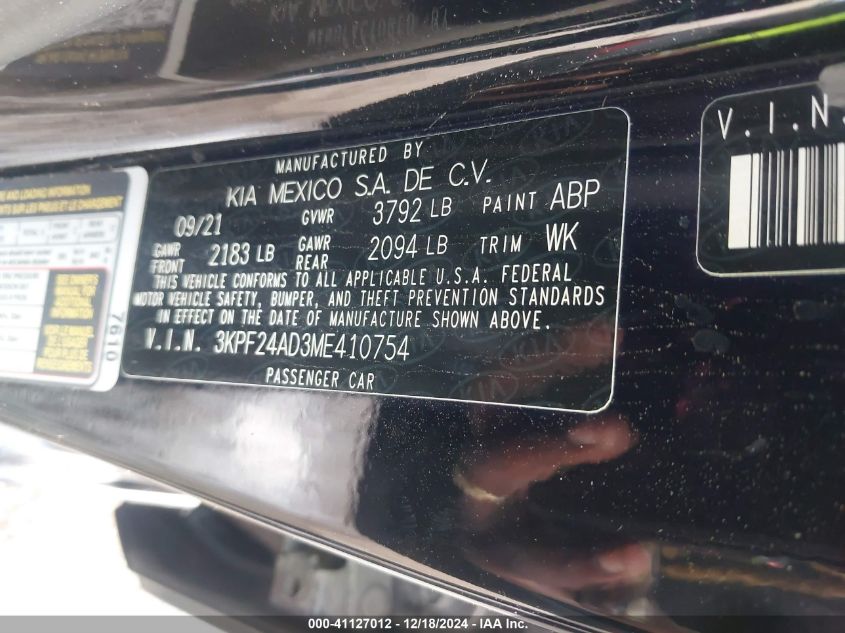 MANUFACTURED BY
KIA MEXICO S.A. DE C.V.
09/21 GVWR 3792 LB PAINT ABP
GAWR FRONT 2183 LB GAWR REAR 2094 LB TRIM WK
THIS VEHICLE CONFORMS TO ALL APPLICABLE U.S.A. FEDERAL
MOTOR VEHICLE SAFETY, BUMPER, AND THEFT PREVENTION STANDARDS
IN EFFECT ON THE DATE OF MANUFACTURE SHOWN ABOVE.
V.I.N. 3KPF24AD3ME410754
PASSENGER CAR
V.I.N.
AND LOADING INFORMATION
7610
000-41127012 - 12/18/2024 - IAA Inc.